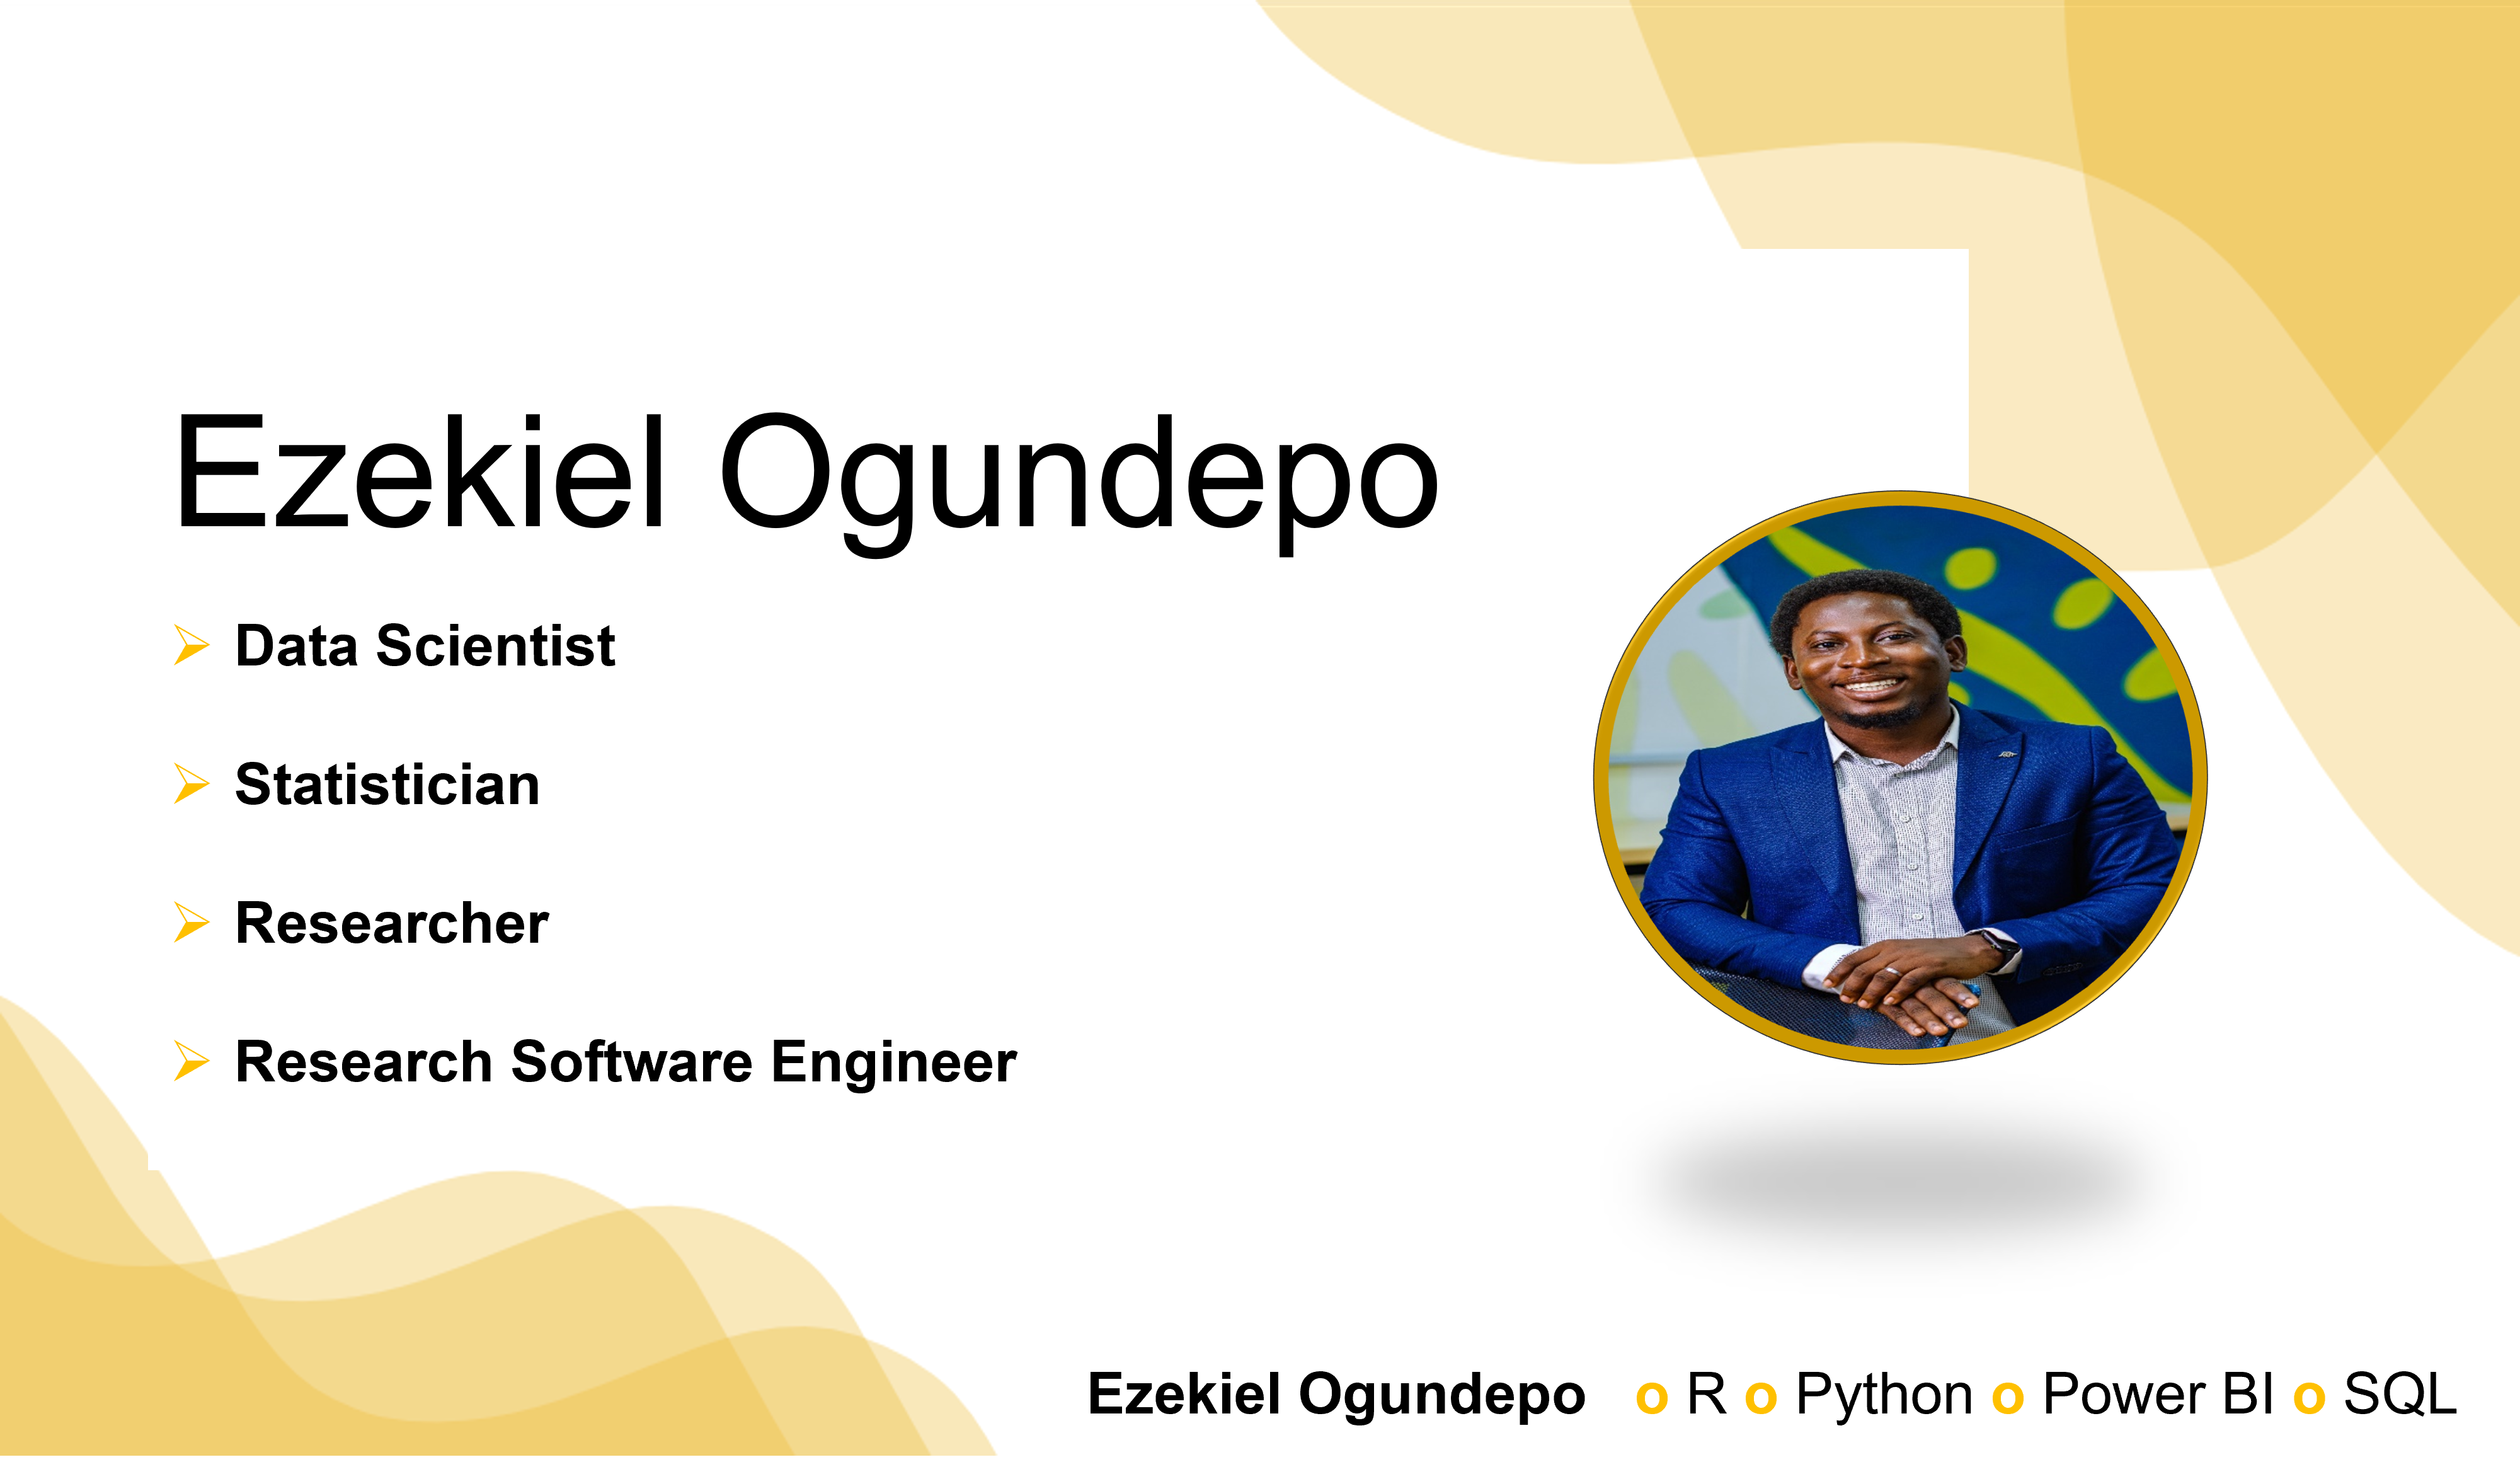 Ezekiel Ogundepo
Data Scientist
Statistician
Researcher
Research Software Engineer
Ezekiel Ogundepo o R o Python o Power BI o SQL